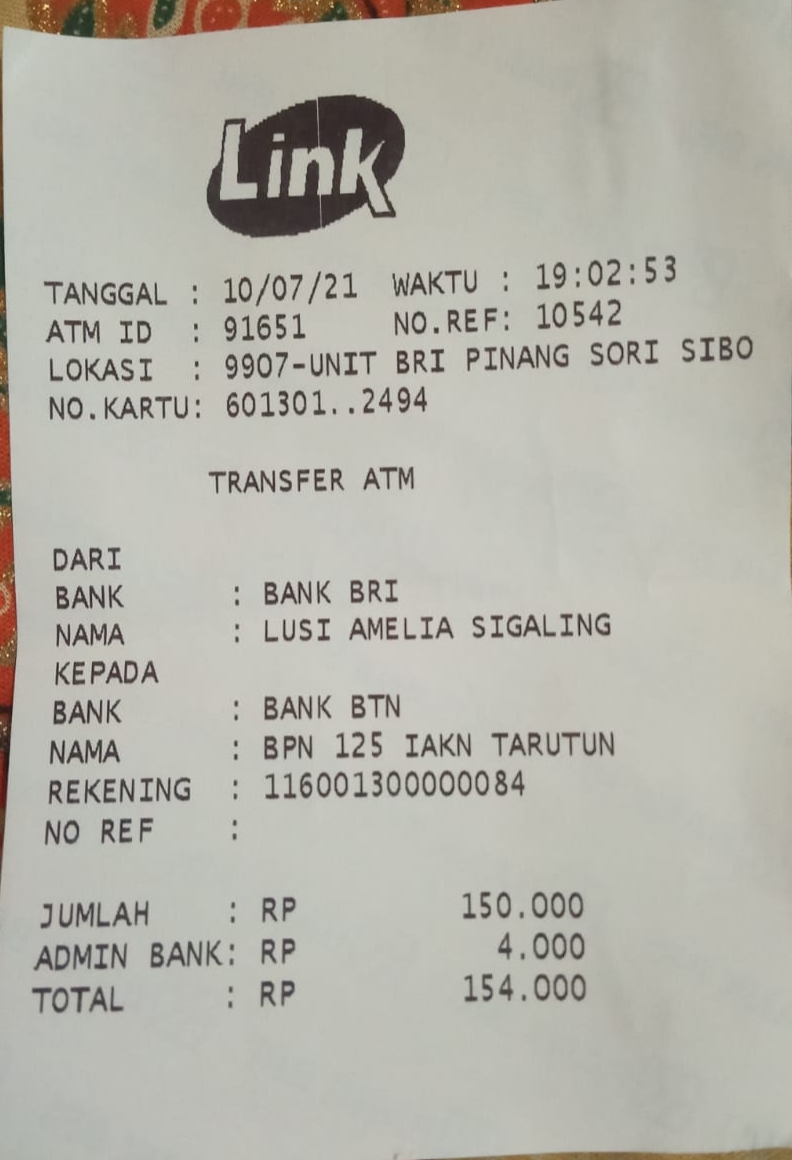 Link
TANGGAL : 10/07/21 WAKTU : 19:02:53
ATM ID : 91651 NO.REF: 10542
LOKASI : 9907-UNIT BRI PINANG SORI SIBO
NO.KARTU: 601301..2494
TRANSFER ATM
DARI
BANK : BANK BRI
NAMA : LUSI AMELIA SIGALING
KEPADA
BANK : BANK BTN
NAMA : BPN 125 IAKN TARUTUN
REKENING : 116001300000084
NO REF :
JUMLAH : RP 150.000
ADMIN BANK: RP 4.000
TOTAL : RP 154.000